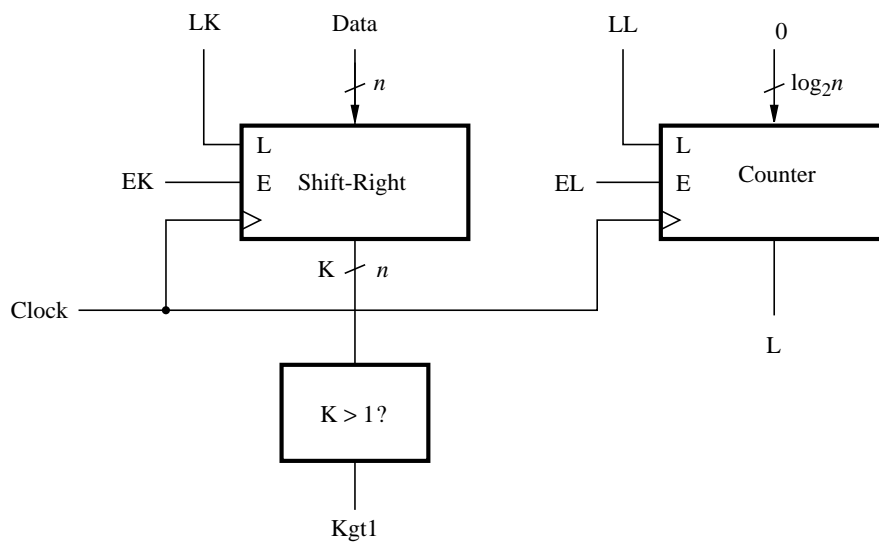 LK
Data
LL
0
n
log₂n
L
E
Shift-Right
EK
L
E
Counter
EL
K
n
Clock
L
K > 1?
Kgt1